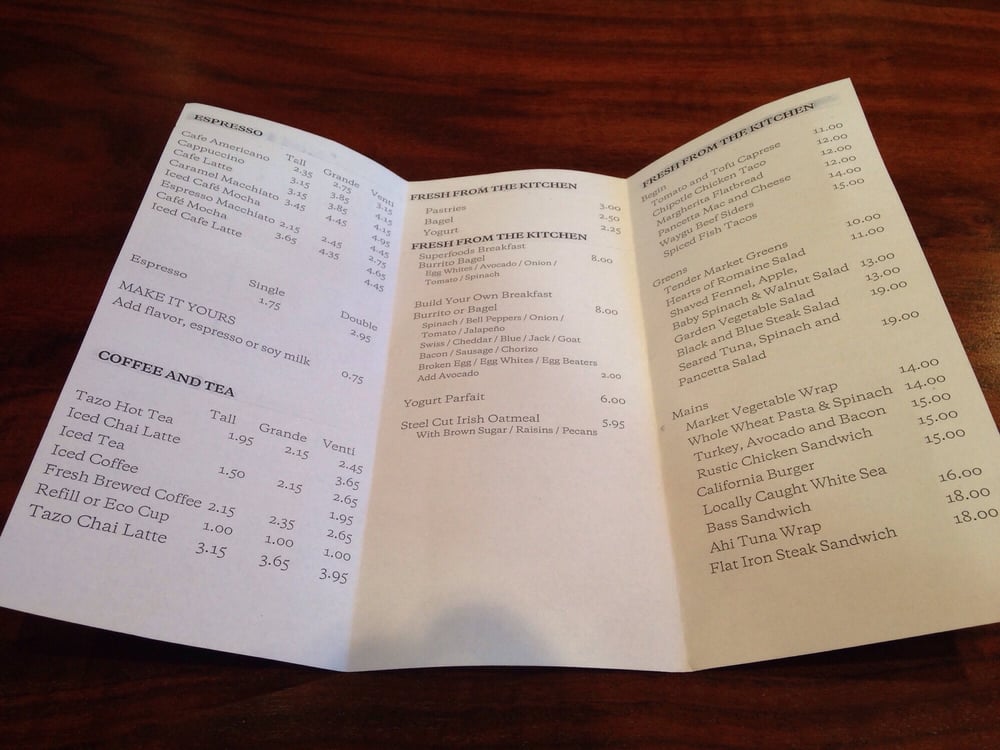 ESPRESSO
Tall Grande Venti
Cafe Americano 2.35 2.75 3.15
Cappuccino 3.15 3.85 4.15
Cafe Latte 3.15 3.85 4.15
Caramel Macchiato 3.45 4.45 4.95
Iced Café Mocha 4.45
Espresso Macchiato 2.15 2.45 2.75
Café Mocha 3.65 4.35 4.65
Iced Cafe Latte 4.45
Single Double
Espresso 1.75 2.95
MAKE IT YOURS
Add flavor, espresso or soy milk 0.75
COFFEE AND TEA
Tall Grande Venti
Tazo Hot Tea 1.95 2.15 2.45
Iced Chai Latte 3.65
Iced Tea 1.50 2.15 2.65
Iced Coffee 1.95
Fresh Brewed Coffee 2.15 2.35 2.65
Refill or Eco Cup 1.00 1.00 1.00
Tazo Chai Latte 3.15 3.65 3.95
FRESH FROM THE KITCHEN
Pastries 3.00
Bagel 2.50
Yogurt 2.25
FRESH FROM THE KITCHEN
Superfoods Breakfast
Burrito Bagel 8.00
Egg Whites / Avocado / Onion /
Tomato / Spinach
Build Your Own Breakfast
Burrito or Bagel 8.00
Spinach / Bell Peppers / Onion /
Tomato / Jalapeño
Swiss / Cheddar / Blue / Jack / Goat
Bacon / Sausage / Chorizo
Broken Egg / Egg Whites / Egg Beaters
Add Avocado 2.00
Yogurt Parfait 6.00
Steel Cut Irish Oatmeal 5.95
With Brown Sugar / Raisins / Pecans
FRESH FROM THE KITCHEN
Begin
Tomato and Tofu Caprese 11.00
Chipotle Chicken Taco 12.00
Margherita Flatbread 12.00
Pancetta Mac and Cheese 12.00
Waygu Beef Siders 14.00
Spiced Fish Tacos 15.00
Greens
Tender Market Greens 10.00
Hearts of Romaine Salad 11.00
Shaved Fennel, Apple,
Baby Spinach & Walnut Salad 13.00
Garden Vegetable Salad 13.00
Black and Blue Steak Salad 19.00
Seared Tuna, Spinach and
Pancetta Salad 19.00
Mains
Market Vegetable Wrap 14.00
Whole Wheat Pasta & Spinach 14.00
Turkey, Avocado and Bacon 15.00
Rustic Chicken Sandwich 15.00
California Burger 15.00
Locally Caught White Sea
Bass Sandwich 16.00
Ahi Tuna Wrap 18.00
Flat Iron Steak Sandwich 18.00